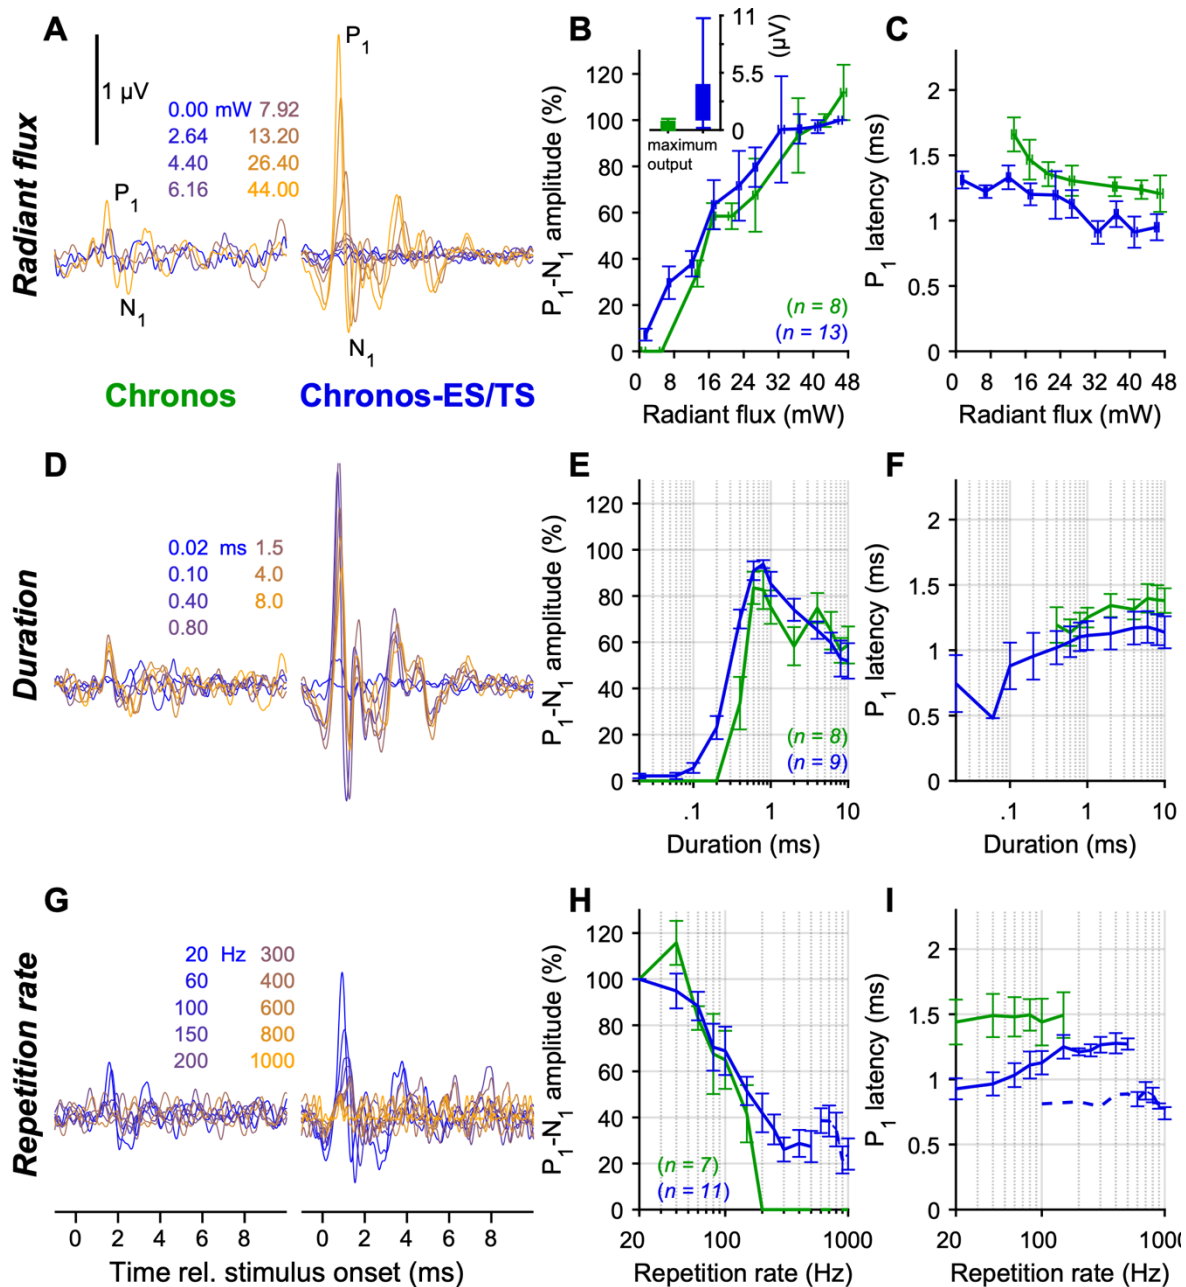 A
Radiant flux
1 µV
P1
N1
P1
N1
0.00 mW 7.92
2.64 13.20
4.40 26.40
6.16 44.00
Chronos
Chronos-ES/TS
B
P1-N1 amplitude (%)
120
100
80
60
40
20
0
11
5.5
0
(µV)
maximum
output
(n = 8)
(n = 13)
0 8 16 24 32 40 48
Radiant flux (mW)
C
P1 latency (ms)
2
1.5
1
0.5
0
0 8 16 24 32 40 48
Radiant flux (mW)
D
Duration
0.02 ms 1.5
0.10 4.0
0.40 8.0
0.80
E
P1-N1 amplitude (%)
120
100
80
60
40
20
0
(n = 8)
(n = 9)
.1 1 10
Duration (ms)
F
P1 latency (ms)
2
1.5
1
0.5
0
.1 1 10
Duration (ms)
G
Repetition rate
20 Hz 300
60 400
100 600
150 800
200 1000
0 2 4 6 8
0 2 4 6 8
Time rel. stimulus onset (ms)
H
P1-N1 amplitude (%)
120
100
80
60
40
20
0
(n = 7)
(n = 11)
20 100 1000
Repetition rate (Hz)
I
P1 latency (ms)
2
1.5
1
0.5
0
20 100 1000
Repetition rate (Hz)